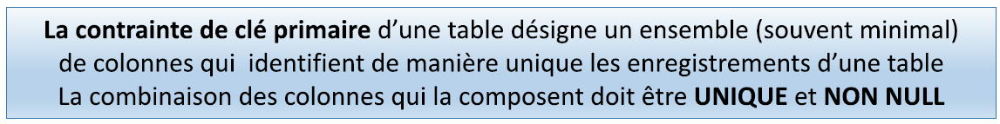 La contrainte de clé primaire d’une table désigne un ensemble (souvent minimal)
de colonnes qui  identifient de manière unique les enregistrements d’une table
La combinaison des colonnes qui la composent doit être UNIQUE et NON NULL